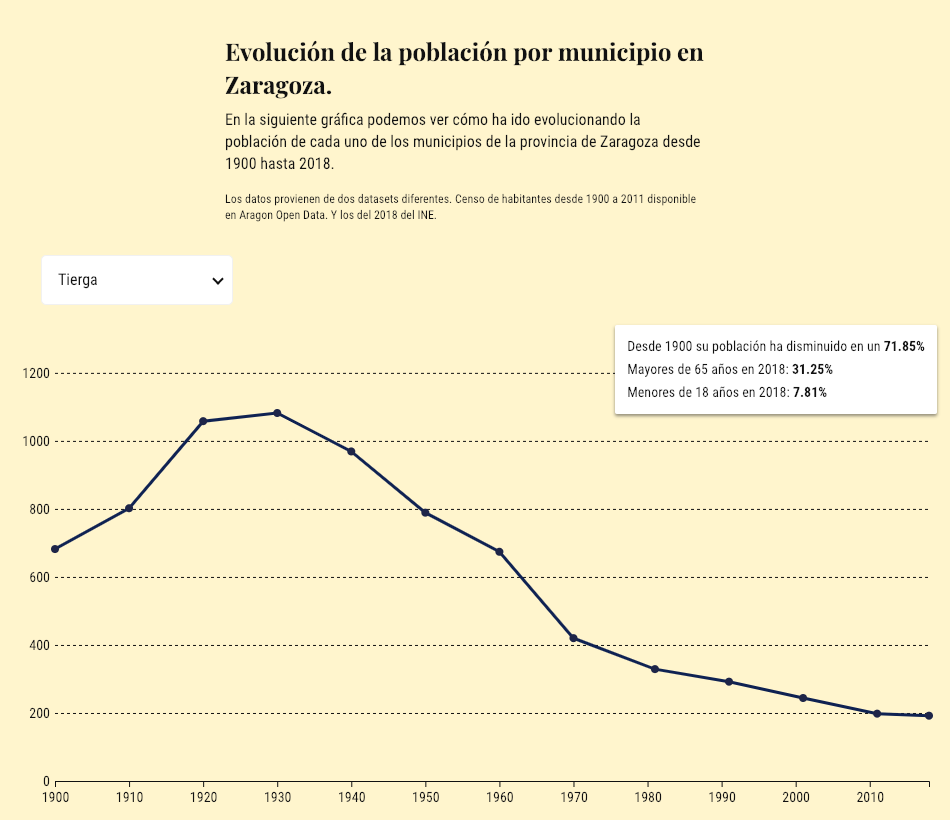 Evolución de la población por municipio en
Zaragoza.
En la siguiente gráfica podemos ver cómo ha ido evolucionando la
población de cada uno de los municipios de la provincia de Zaragoza desde
1900 hasta 2018.
Los datos provienen de dos datasets diferentes. Censo de habitantes desde 1900 a 2011 disponible
en Aragon Open Data. Y los del 2018 del INE.
Tierga
Desde 1900 su población ha disminuido en un 71.85%
Mayores de 65 años en 2018: 31.25%
Menores de 18 años en 2018: 7.81%
1200
1000
800
600
400
200
0
1900 1910 1920 1930 1940 1950 1960 1970 1980 1990 2000 2010